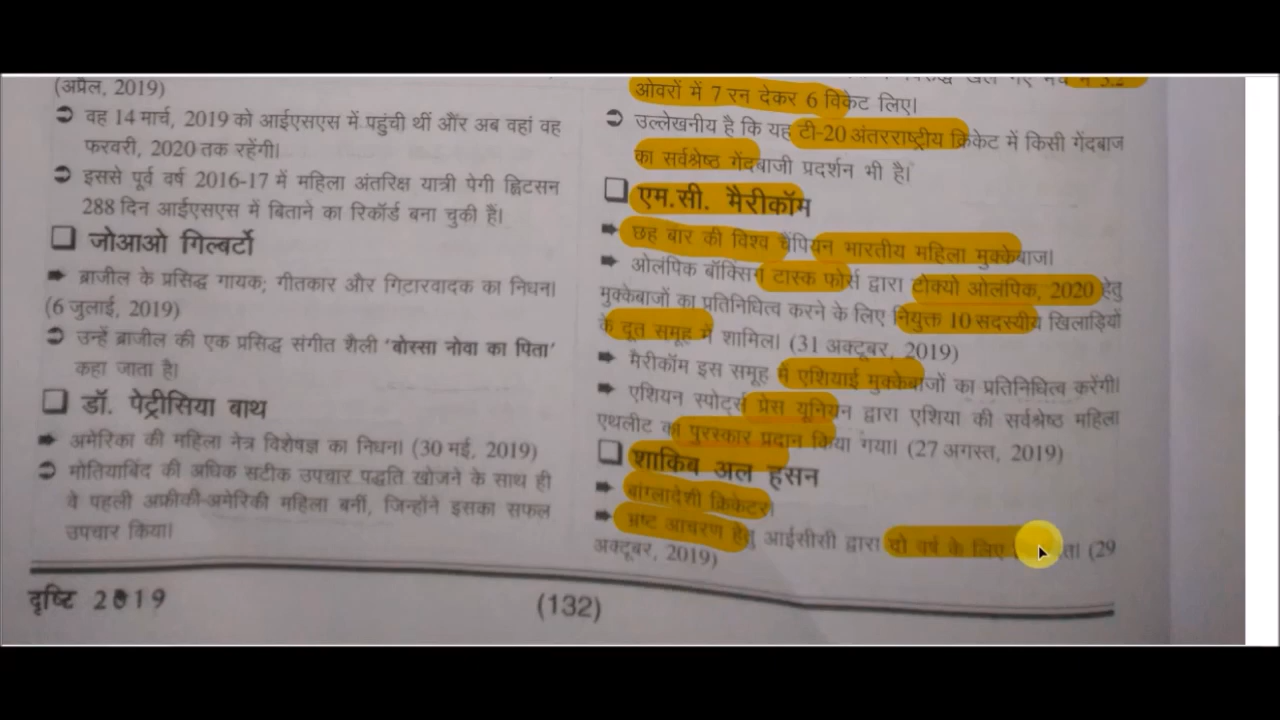 (अप्रैल, 2019)
➲ वह 14 मार्च, 2019 को आईएसएस में पहुंची थीं और अब वहां वह
फरवरी, 2020 तक रहेंगी।
➲ इससे पूर्व वर्ष 2016-17 में महिला अंतरिक्ष यात्री पेगी ह्विटसन
288 दिन आईएसएस में बिताने का रिकॉर्ड बना चुकी हैं।
❑ जोआओ गिल्बर्टो
➨ ब्राजील के प्रसिद्ध गायक; गीतकार और गिटारवादक का निधन।
(6 जुलाई, 2019)
➲ उन्हें ब्राजील की एक प्रसिद्ध संगीत शैली 'बोस्सा नोवा का पिता'
कहा जाता है।
❑ डॉ. पेट्रीसिया बाथ
➨ अमेरिका की महिला नेत्र विशेषज्ञ का निधन। (30 मई, 2019)
➲ मोतियाबिंद की अधिक सटीक उपचार पद्धति खोजने के साथ ही
वे पहली अफ्रीकी-अमेरिकी महिला बनीं, जिन्होंने इसका सफल
उपचार किया।
ओवरों में 7 रन देकर 6 विकेट लिए।
➲ उल्लेखनीय है कि यह टी-20 अंतरराष्ट्रीय क्रिकेट में किसी गेंदबाज
का सर्वश्रेष्ठ गेंदबाजी प्रदर्शन भी है।
❑ एम.सी. मैरीकॉम
➨ छह बार की विश्व चैंपियन भारतीय महिला मुक्केबाज।
➨ ओलंपिक बॉक्सिंग टास्क फोर्स द्वारा टोक्यो ओलंपिक, 2020 हेतु
मुक्केबाजों का प्रतिनिधित्व करने के लिए नियुक्त 10 सदस्यीय खिलाड़ियों
के दूत समूह में शामिल। (31 अक्टूबर, 2019)
➨ मैरीकॉम इस समूह में एशियाई मुक्केबाजों का प्रतिनिधित्व करेंगी।
➨ एशियन स्पोर्ट्स प्रेस यूनियन द्वारा एशिया की सर्वश्रेष्ठ महिला
एथलीट का पुरस्कार प्रदान किया गया। (27 अगस्त, 2019)
❑ शाकिब अल हसन
➨ बांग्लादेशी क्रिकेटर।
➨ भ्रष्ट आचरण हेतु आईसीसी द्वारा दो वर्ष के लिए (29
अक्टूबर, 2019)
दृष्टि 2019
(132)